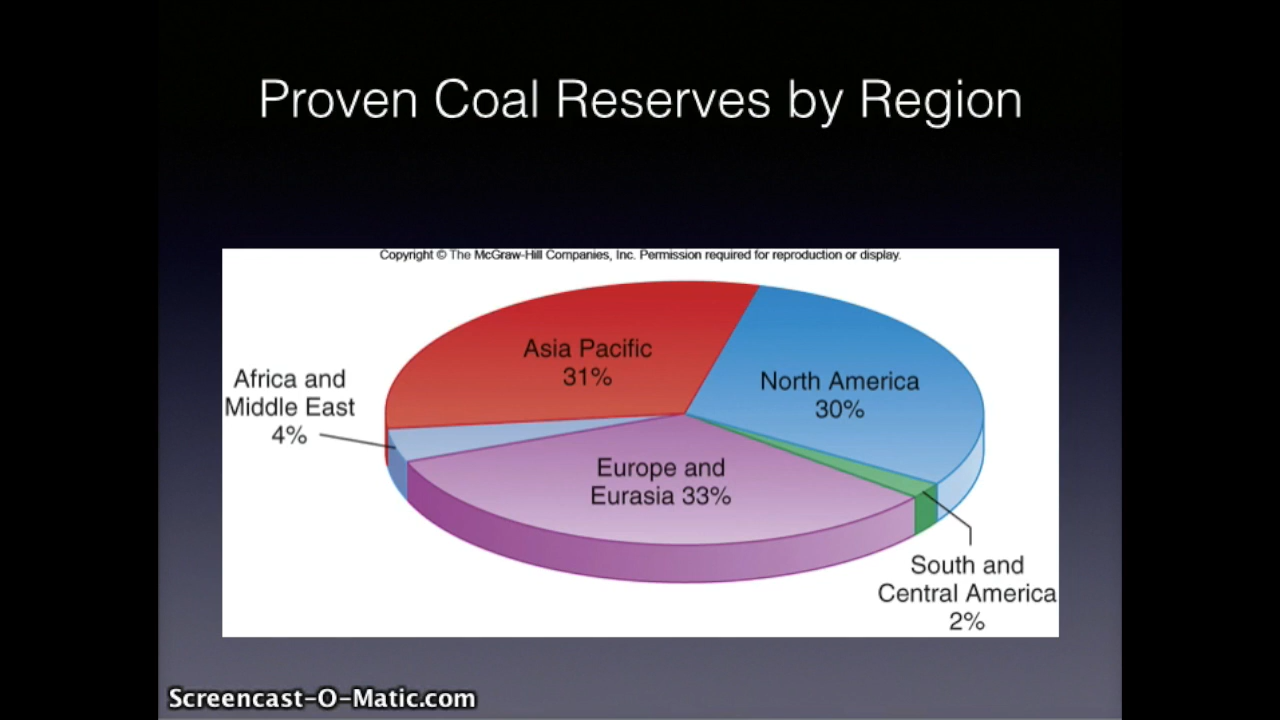 Proven Coal Reserves by Region
Copyright © The McGraw-Hill Companies, Inc. Permission required for reproduction or display.
Asia Pacific
31%
North America
30%
Africa and
Middle East
4%
Europe and
Eurasia 33%
South and
Central America
2%
Screencast-O-Matic.com